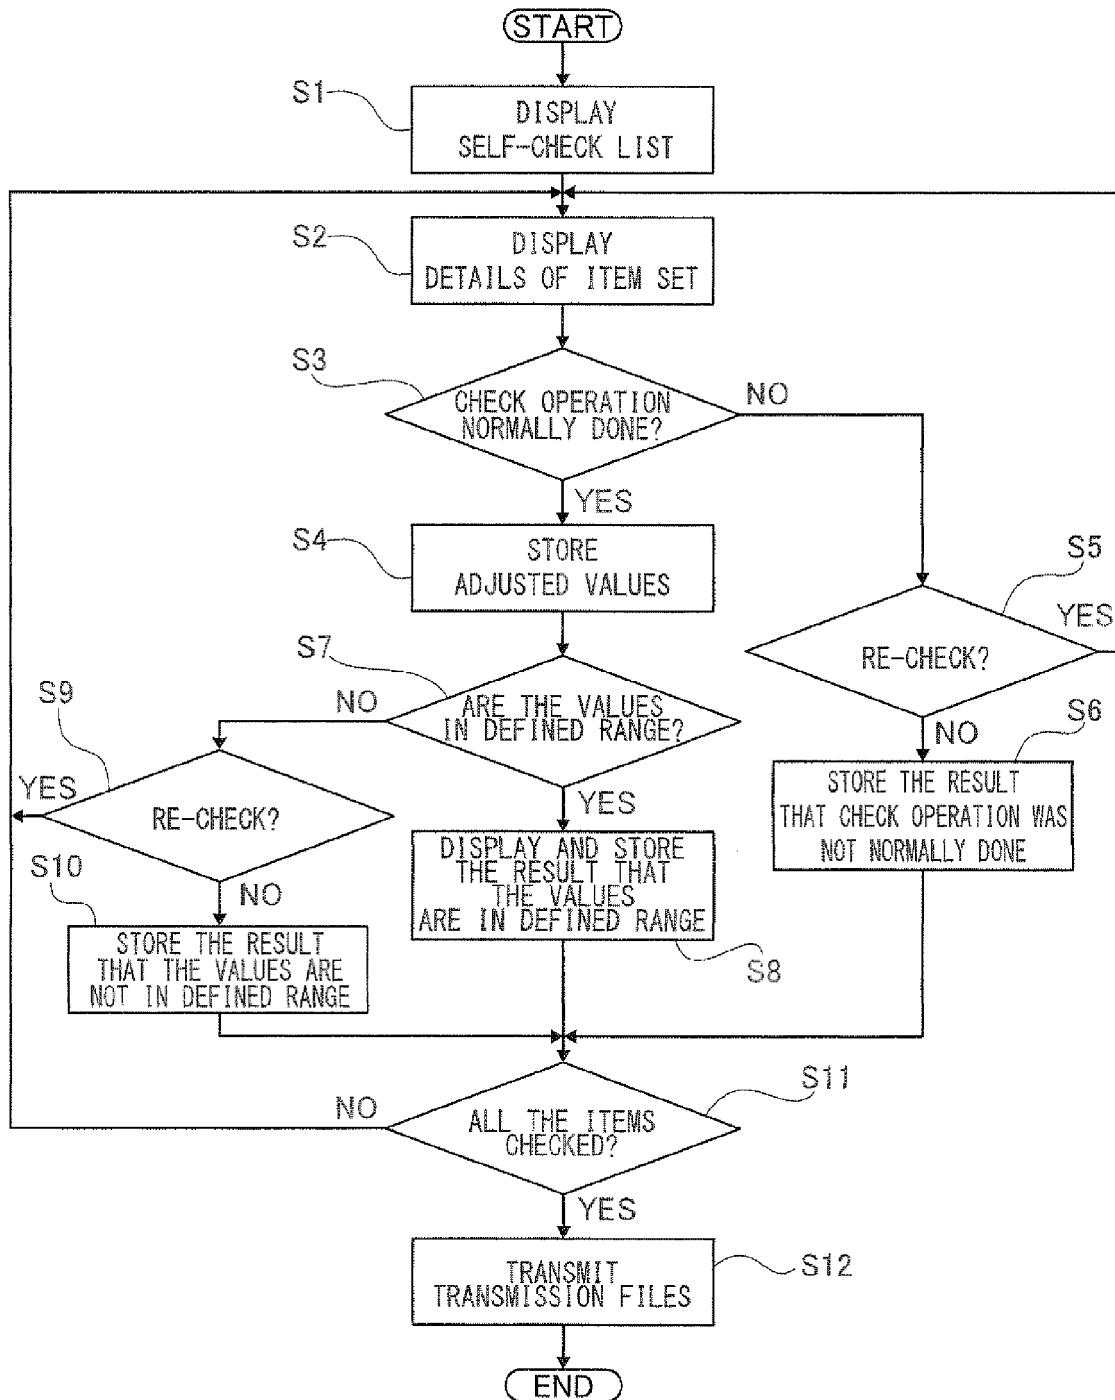 START
S1
DISPLAY
SELF-CHECK LIST
S2
DISPLAY
DETAILS OF ITEM SET
S3
CHECK OPERATION
NORMALLY DONE?
NO
YES
S4
STORE
ADJUSTED VALUES
S5
RE-CHECK?
YES
NO
S6
STORE THE RESULT
THAT CHECK OPERATION WAS
NOT NORMALLY DONE
S7
ARE THE VALUES
IN DEFINED RANGE?
NO
YES
S9
RE-CHECK?
YES
NO
S8
DISPLAY AND STORE
THE RESULT THAT
THE VALUES
ARE IN DEFINED RANGE
S10
STORE THE RESULT
THAT THE VALUES ARE
NOT IN DEFINED RANGE
S11
ALL THE ITEMS
CHECKED?
NO
YES
S12
TRANSMIT
TRANSMISSION FILES
END